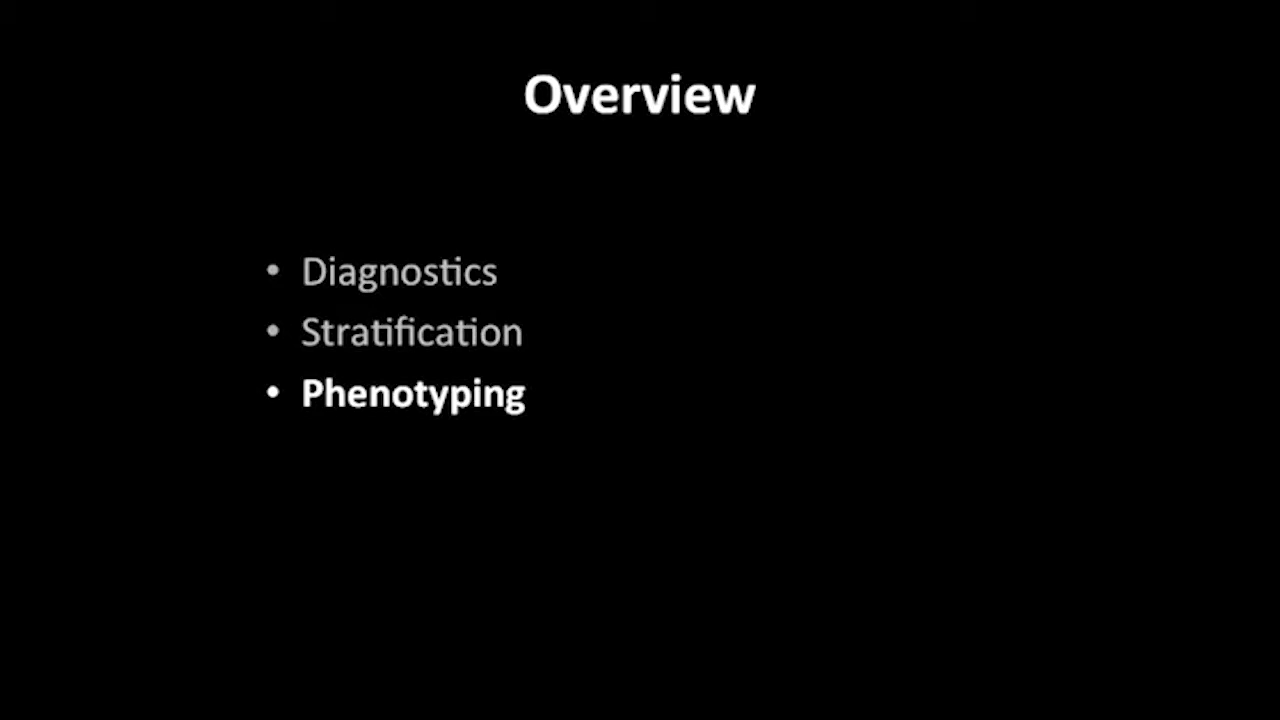 Overview
• Diagnostics
• Stratification
• Phenotyping